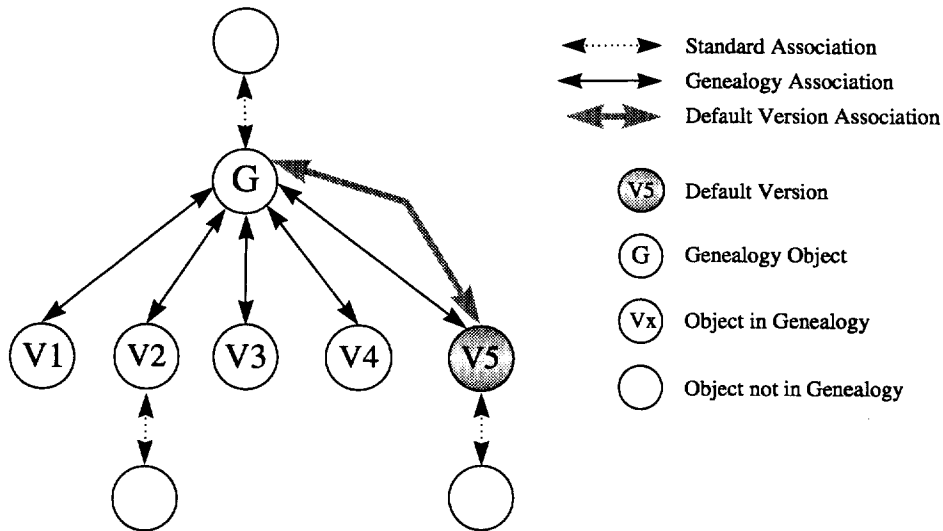 Standard Association
Genealogy Association
Default Version Association
G
V5 Default Version
G Genealogy Object
Vx Object in Genealogy
V1 V2 V3 V4 V5
Object not in Genealogy